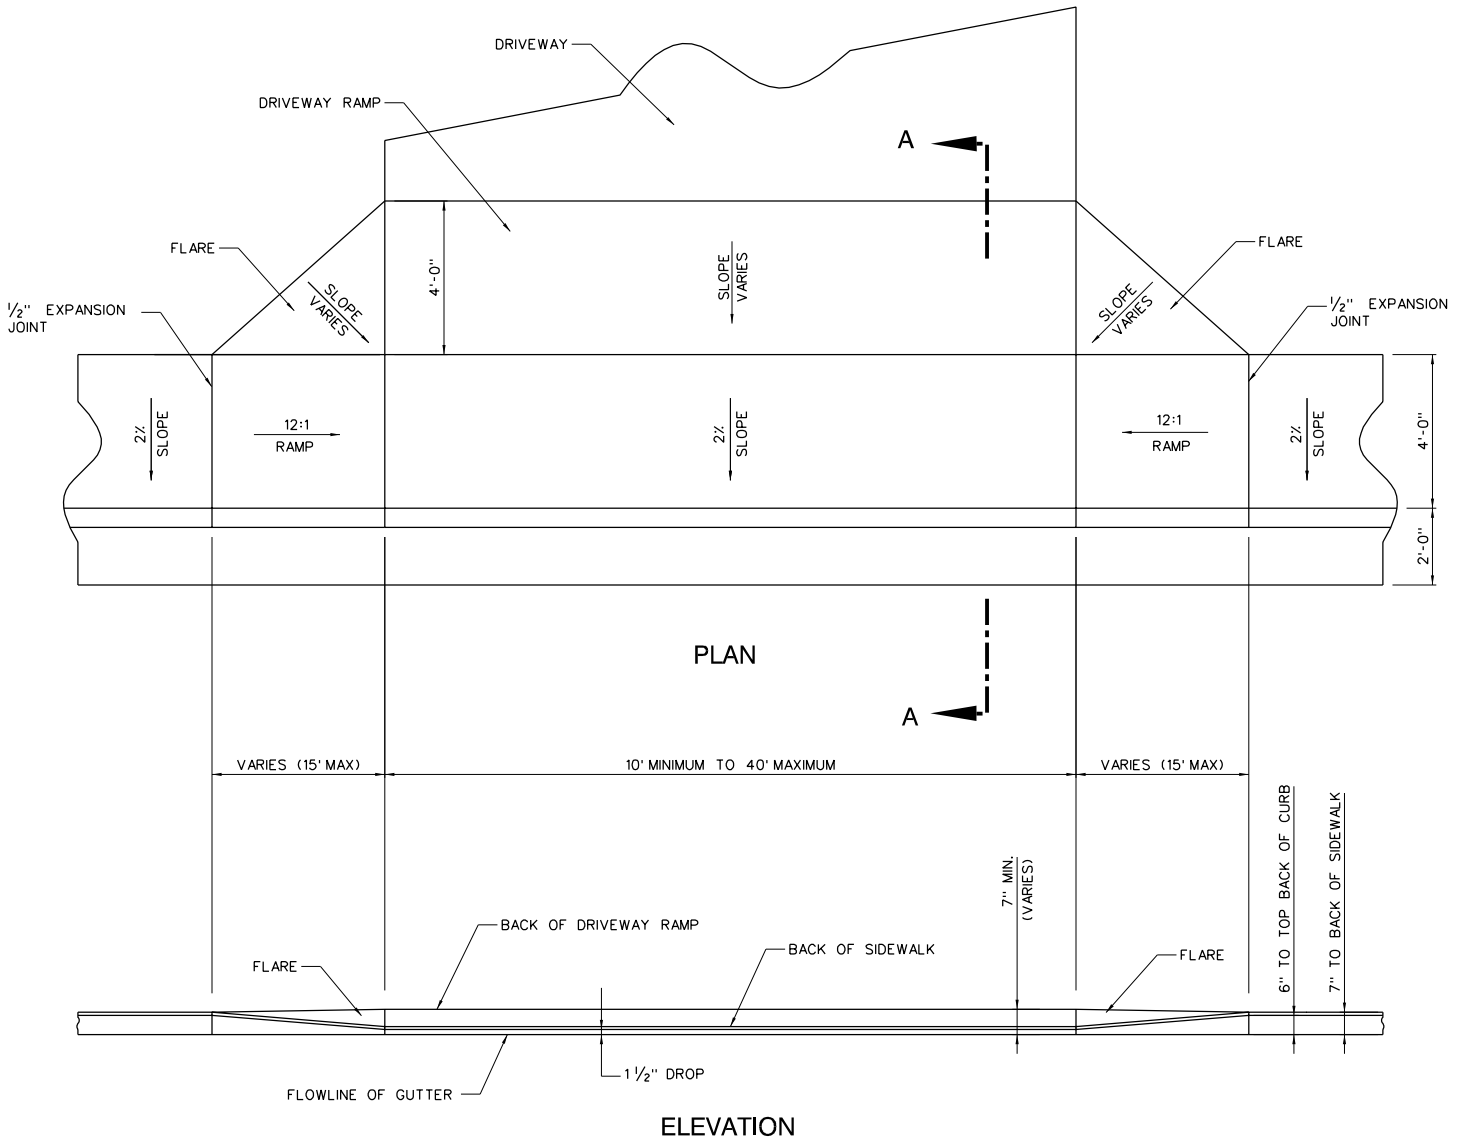 DRIVEWAY
DRIVEWAY RAMP
A
FLARE
FLARE
4'-0"
SLOPE
VARIES
SLOPE
VARIES
SLOPE
VARIES
1/2" EXPANSION
JOINT
1/2" EXPANSION
JOINT
2%
SLOPE
12:1
RAMP
2%
SLOPE
12:1
RAMP
2%
SLOPE
4'-0"
2'-0"
PLAN
A
VARIES (15' MAX)
10' MINIMUM TO 40' MAXIMUM
VARIES (15' MAX)
7" MIN.
(VARIES)
6" TO TOP BACK OF CURB
7" TO BACK OF SIDEWALK
BACK OF DRIVEWAY RAMP
BACK OF SIDEWALK
FLARE
FLARE
1 1/2" DROP
FLOWLINE OF GUTTER
ELEVATION